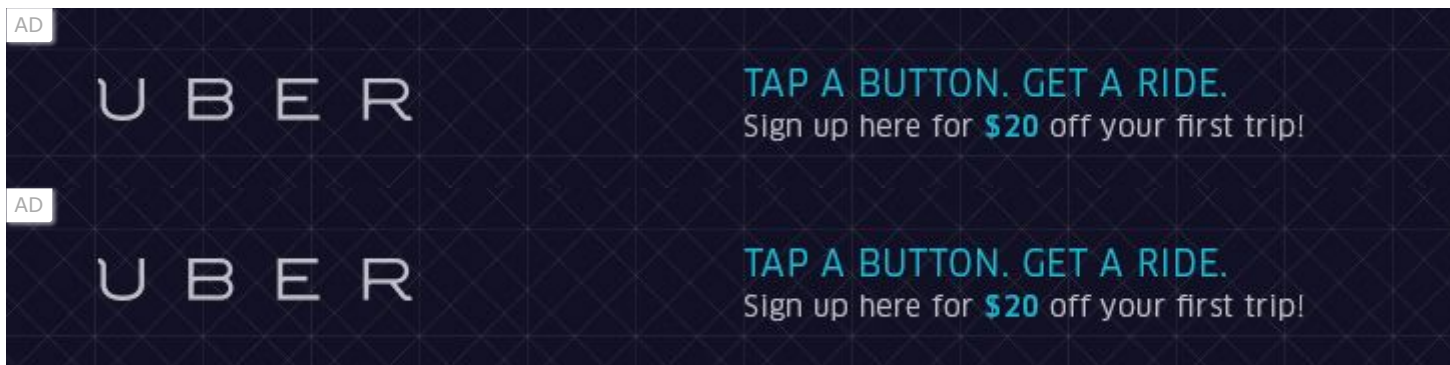 AD
UBER
TAP A BUTTON. GET A RIDE.
Sign up here for $20 off your first trip!
AD
UBER
TAP A BUTTON. GET A RIDE.
Sign up here for $20 off your first trip!